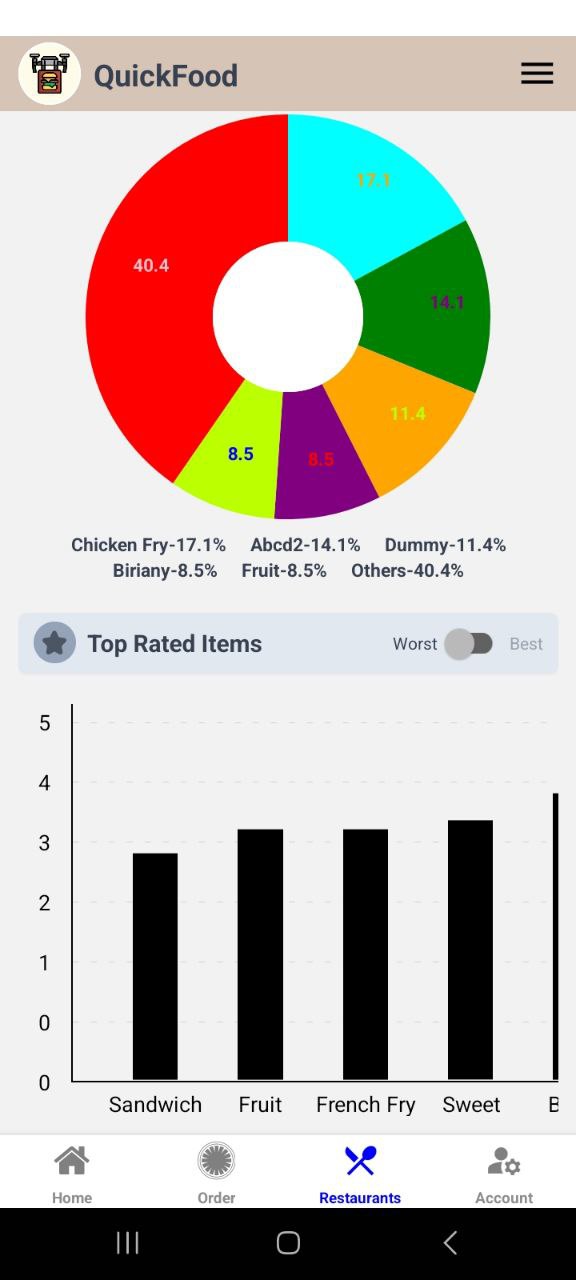 QuickFood
17.1
40.4
14.1
11.4
8.5
8.5
Chicken Fry-17.1% Abcd2-14.1% Dummy-11.4%
Biriany-8.5% Fruit-8.5% Others-40.4%
Top Rated Items Worst Best
5
4
3
2
1
0
0
Sandwich Fruit French Fry Sweet B
Home Order Restaurants Account